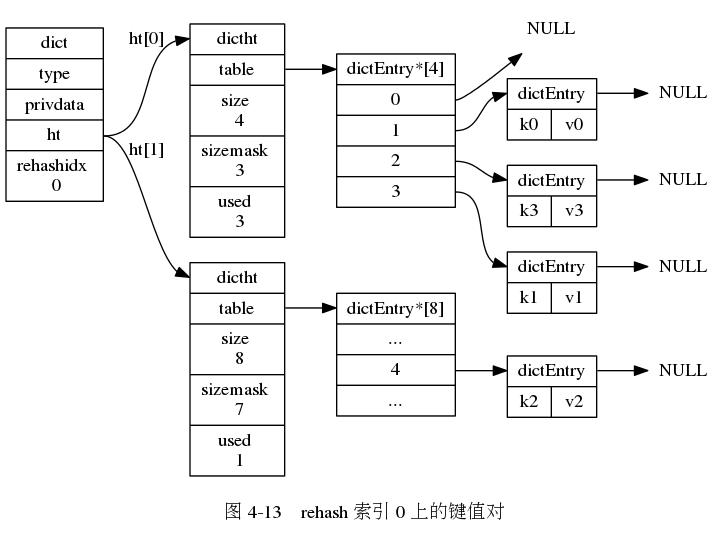 dict
type
privdata
ht
rehashidx
0
ht[0]
ht[1]
dictht
table
size
4
sizemask
3
used
3
dictEntry*[4]
0
1
2
3
NULL
dictEntry
k0 v0
NULL
dictEntry
k3 v3
NULL
dictEntry
k1 v1
NULL
dictht
table
size
8
sizemask
7
used
1
dictEntry*[8]
...
4
...
dictEntry
k2 v2
NULL
图 4-13 rehash 索引 0 上的键值对